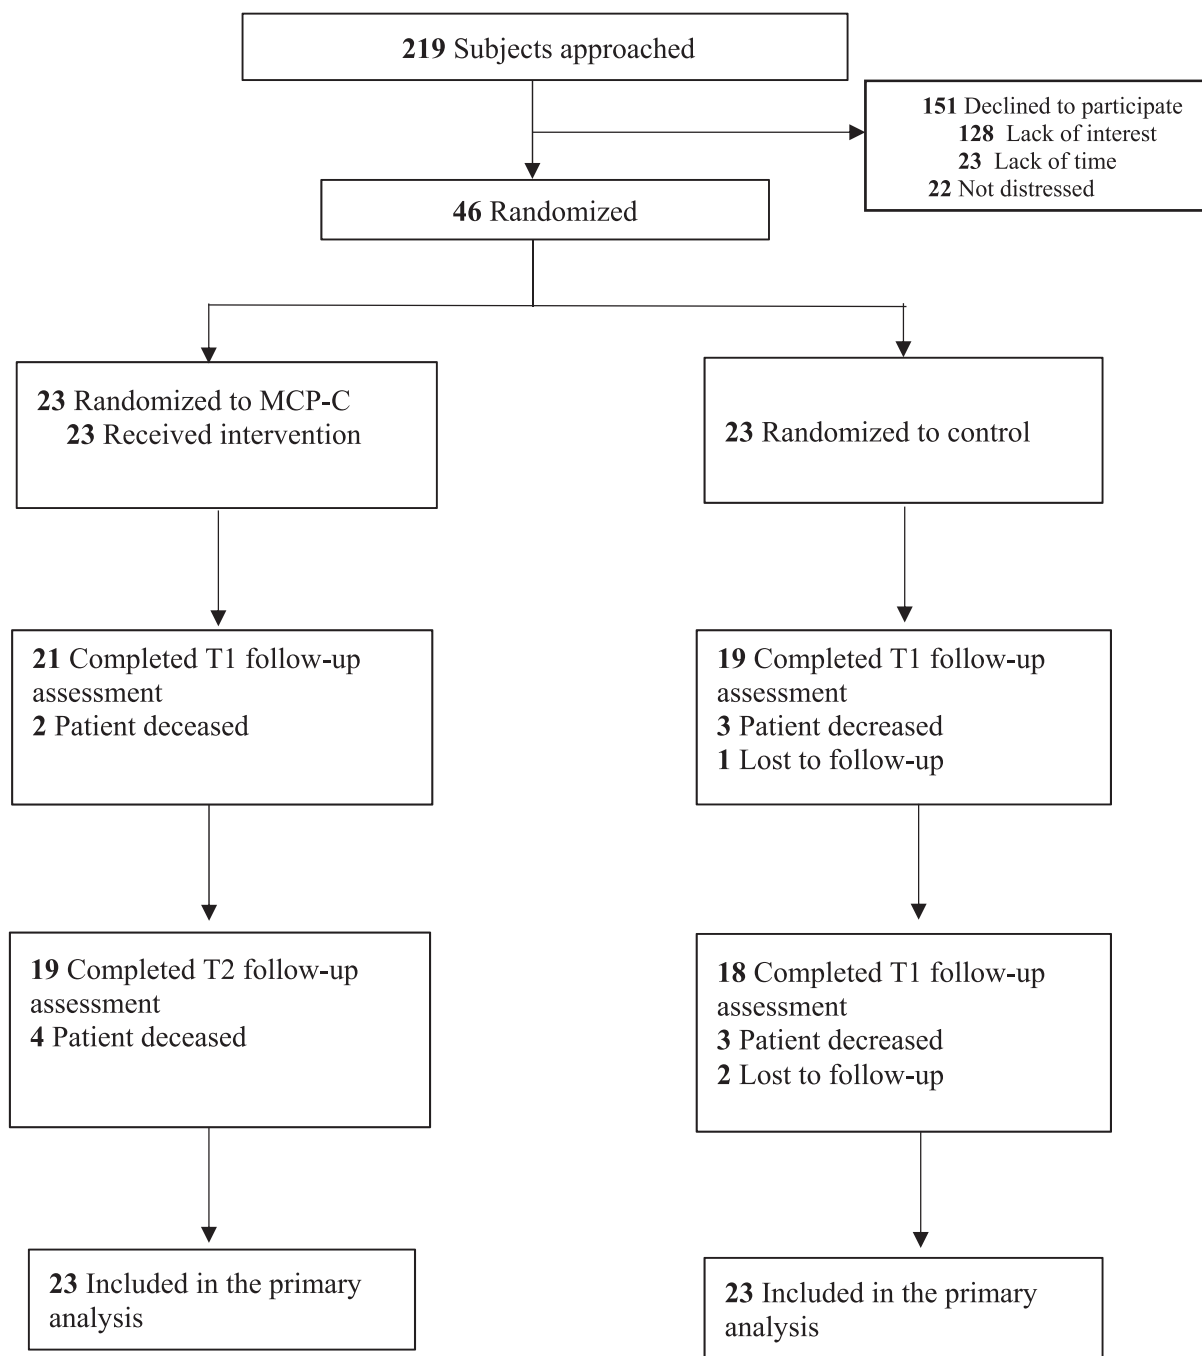 219 Subjects approached
151 Declined to participate
128 Lack of interest
23 Lack of time
22 Not distressed
46 Randomized
23 Randomized to MCP-C
23 Received intervention
23 Randomized to control
21 Completed T1 follow-up
assessment
2 Patient deceased
19 Completed T1 follow-up
assessment
3 Patient decreased
1 Lost to follow-up
19 Completed T2 follow-up
assessment
4 Patient deceased
18 Completed T1 follow-up
assessment
3 Patient decreased
2 Lost to follow-up
23 Included in the primary
analysis
23 Included in the primary
analysis